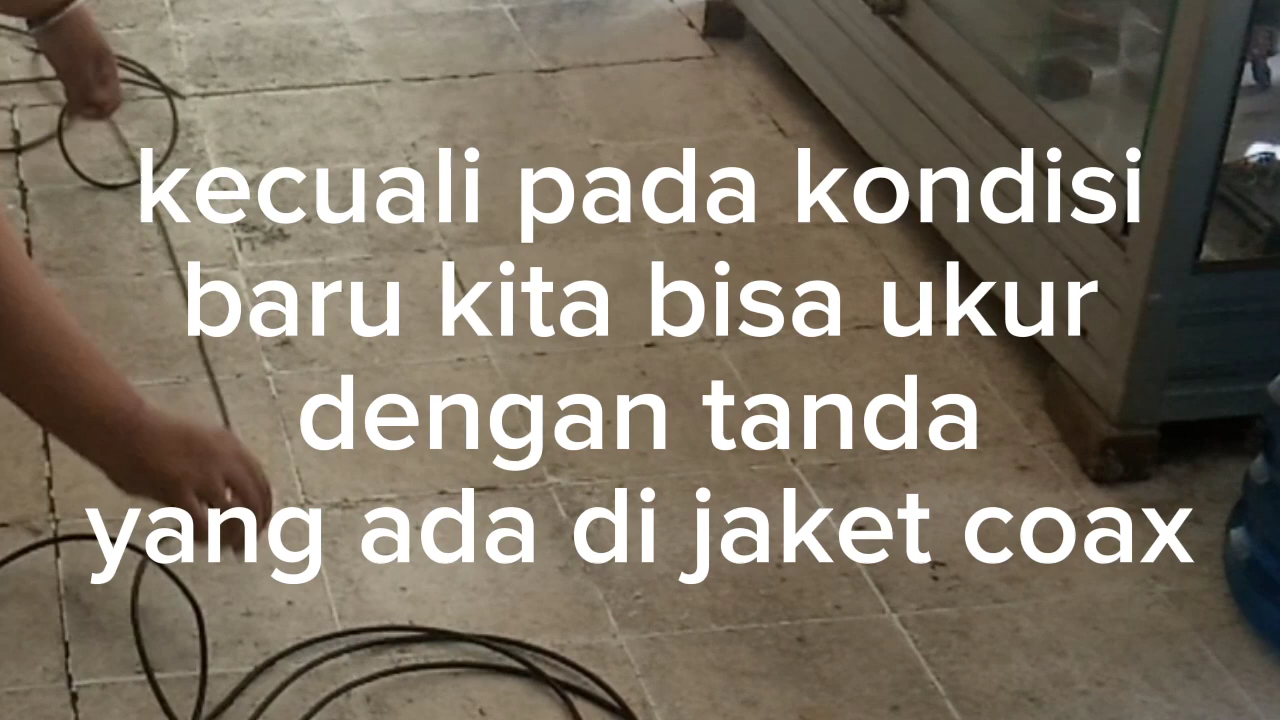 kecuali pada kondisi
baru kita bisa ukur
dengan tanda
yang ada di jaket coax